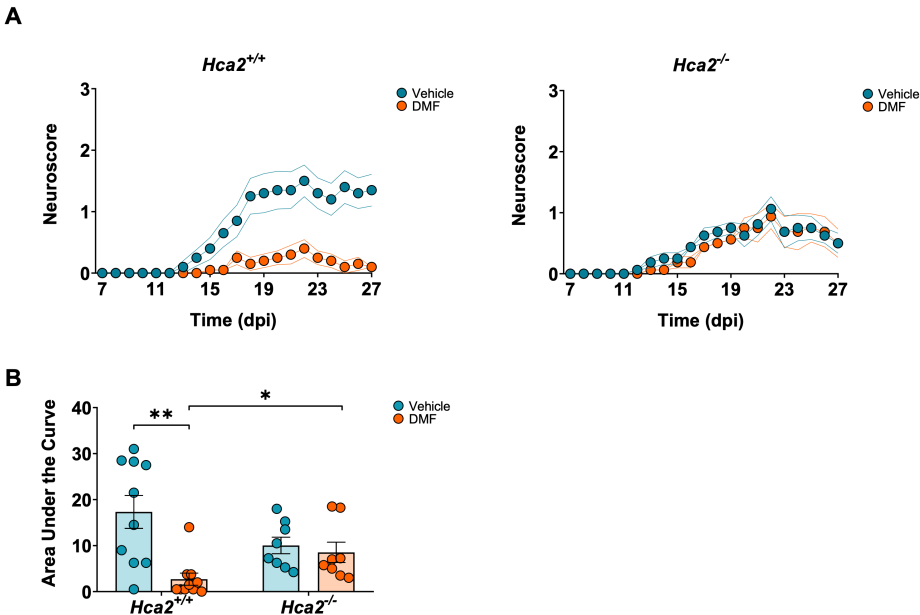 A
Hca2+/+
Neuroscore
3
2
1
0
7 11 15 19 23 27
Time (dpi)
Vehicle
DMF
Hca2-/-
Neuroscore
3
2
1
0
7 11 15 19 23 27
Time (dpi)
Vehicle
DMF
B
Area Under the Curve
40
30
20
10
0
** *
Hca2+/+ Hca2-/-
Vehicle
DMF